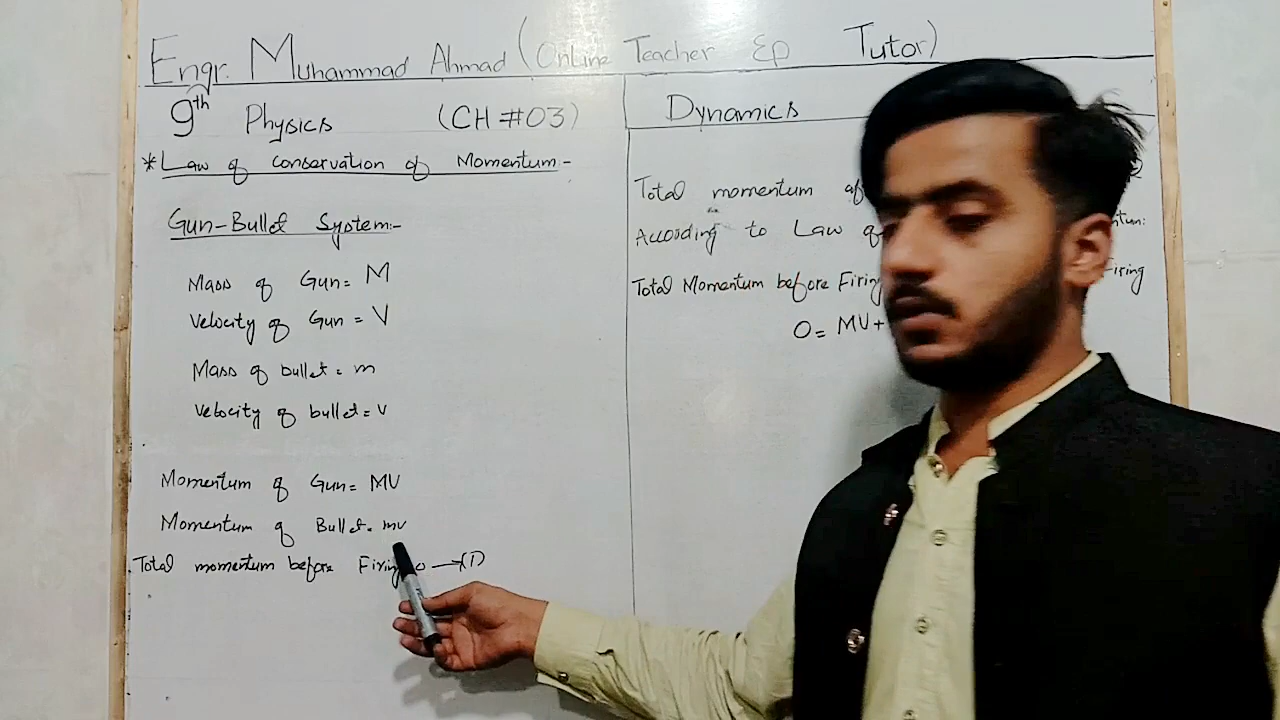 Engr. Muhammad Ahmad (Online Teacher Ep Tutor)
9th Physics (CH #03)
* Law of conservation of Momentum:-
Gun-Bullet System:-
Mass of Gun = M
Velocity of Gun = V
Mass of bullet = m
Velocity of bullet = v
Momentum of Gun = MV
Momentum of Bullet = mv
Total momentum before Firing = 0 → (1)
Dynamics
Total momentum
According to Law of
Total Momentum before Firing Firing
0 = MV+